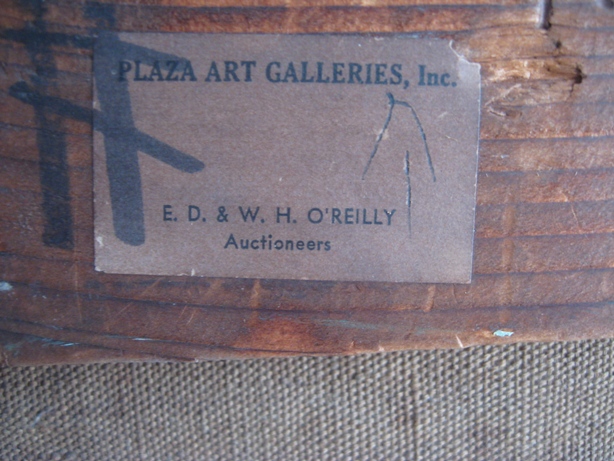 PLAZA ART GALLERIES, Inc.
E. D. & W. H. O'REILLY
Auctioneers